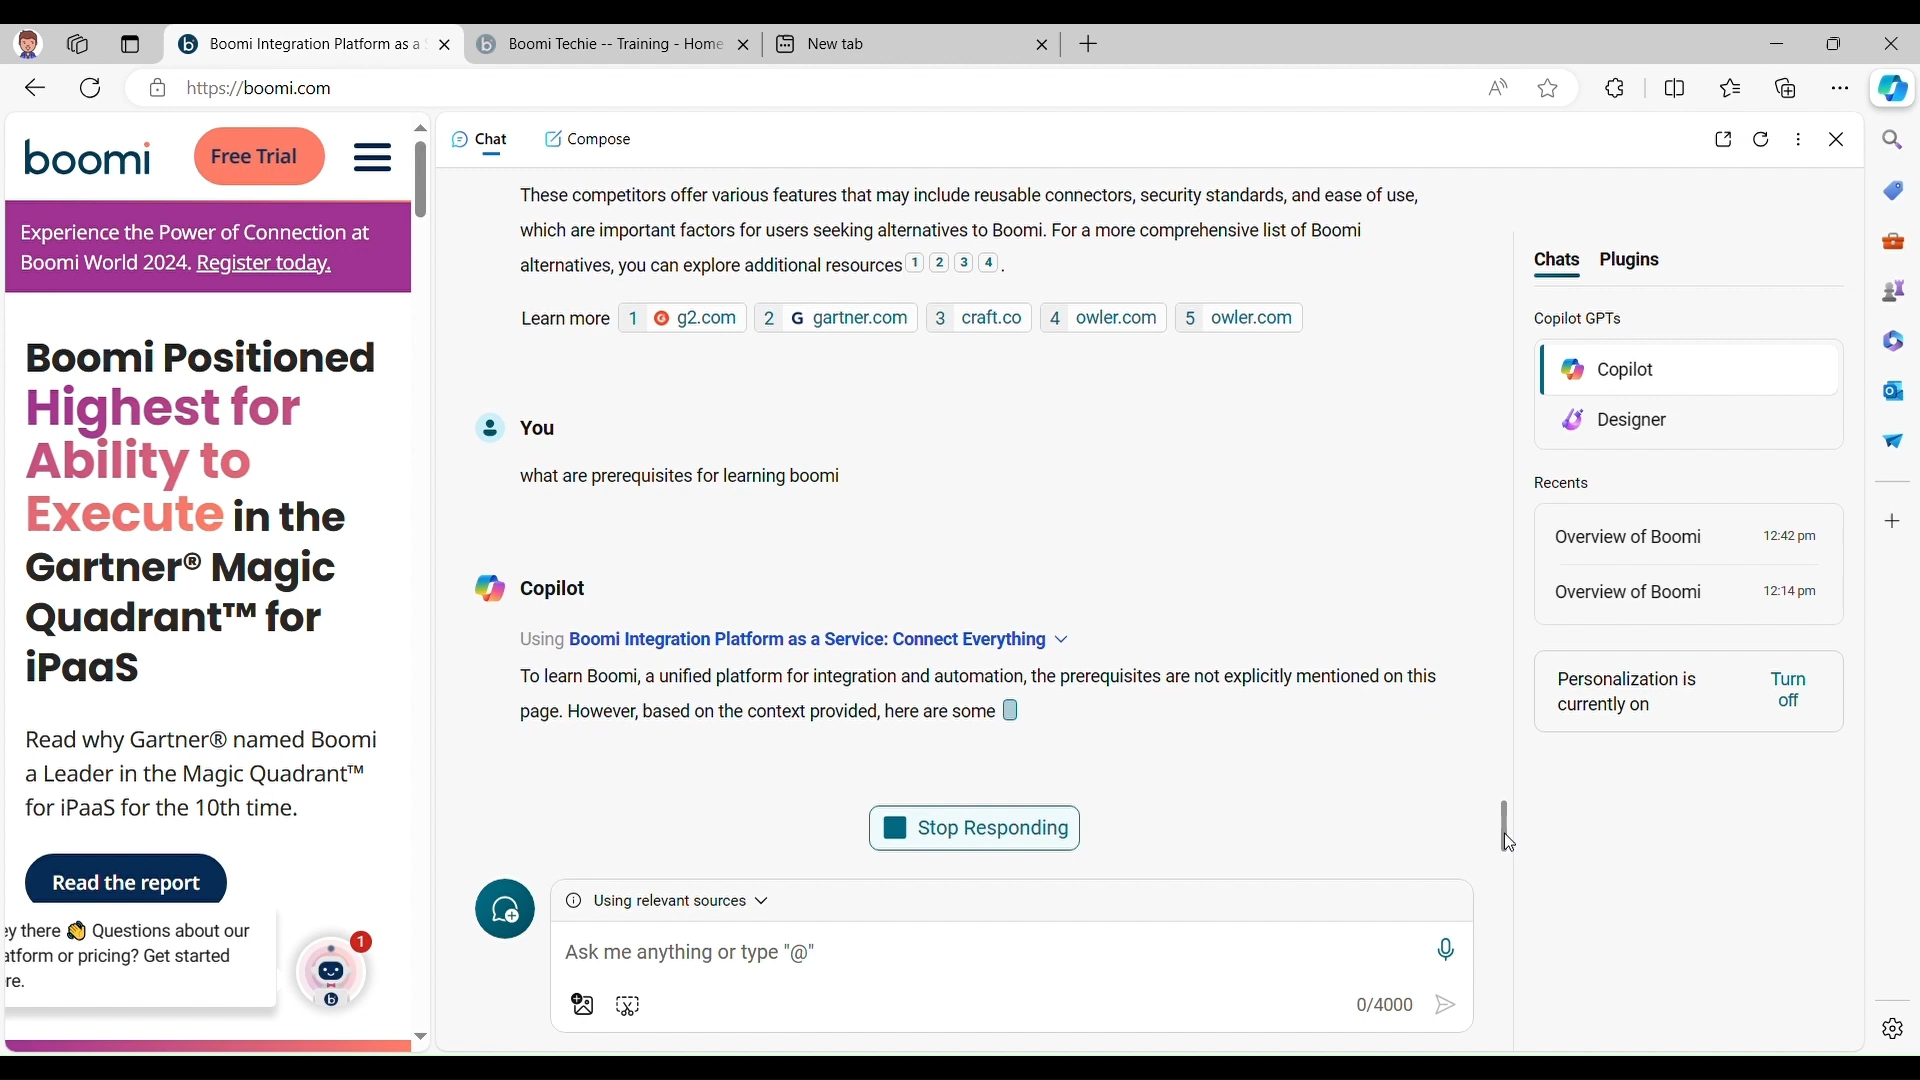 Boomi Integration Platform as a
Boomi Techie -- Training - Home
New tab
https://boomi.com
boomi
Free Trial
Experience the Power of Connection at
Boomi World 2024. Register today.
Boomi Positioned
Highest for
Ability to
Execute in the
Gartner® Magic
Quadrant™ for
iPaaS
Read why Gartner® named Boomi
a Leader in the Magic Quadrant™
for iPaaS for the 10th time.
Read the report
ey there 👋 Questions about our
atform or pricing? Get started
re.
1
b
Chat
Compose
These competitors offer various features that may include reusable connectors, security standards, and ease of use,
which are important factors for users seeking alternatives to Boomi. For a more comprehensive list of Boomi
alternatives, you can explore additional resources 1 2 3 4 .
Learn more 1 G g2.com 2 G gartner.com 3 craft.co 4 owler.com 5 owler.com
You
what are prerequisites for learning boomi
Copilot
Using Boomi Integration Platform as a Service: Connect Everything
To learn Boomi, a unified platform for integration and automation, the prerequisites are not explicitly mentioned on this
page. However, based on the context provided, here are some
Stop Responding
Using relevant sources
Ask me anything or type "@"
0/4000
Chats Plugins
Copilot GPTs
Copilot
Designer
Recents
Overview of Boomi 12:42 pm
Overview of Boomi 12:14 pm
Personalization is
currently on
Turn
off